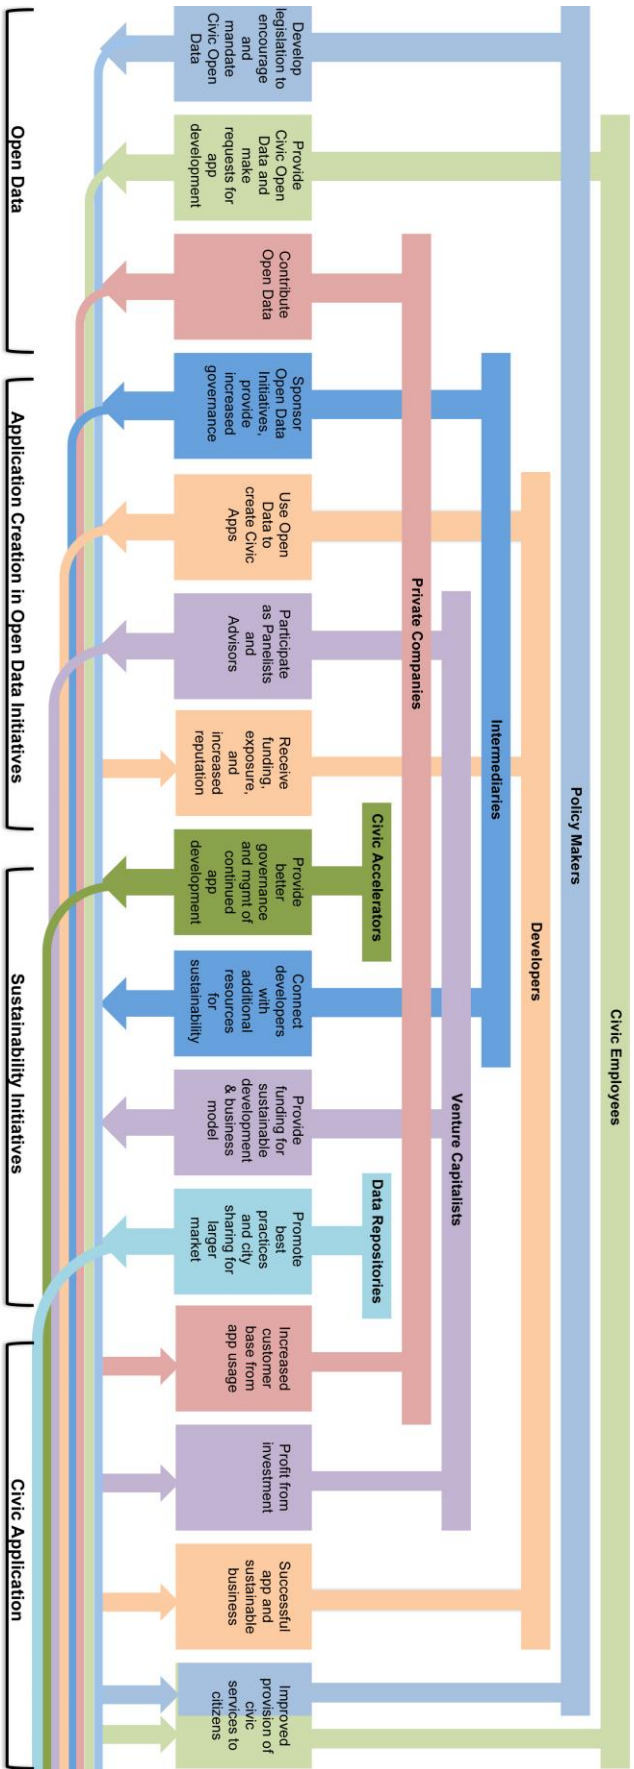 Civic Employees
Policy Makers
Developers
Intermediaries
Venture Capitalists
Private Companies
Civic Accelerators
Data Repositories
Develop
legislation to
encourage
and
mandate
Civic Open
Data
Provide
Civic Open
Data and
make
requests for
app
development
Contribute
Open Data
Sponsor
Open Data
Initiatives,
provide
increased
governance
Use Open
Data to
create Civic
Apps
Participate
as Panelists
and
Advisors
Receive
funding,
exposure,
and
increased
reputation
Provide
better
governance
and mgmt of
continued
app
development
Connect
developers
with
additional
resources
for
sustainability
Provide
funding for
sustainable
development
& business
model
Promote
best
practices
and city
sharing for
larger
market
Increased
customer
base from
app usage
Profit from
investment
Successful
app and
sustainable
business
Improved
provision of
civic
services to
citizens
Open Data
Application Creation in Open Data Initiatives
Sustainability Initiatives
Civic Application